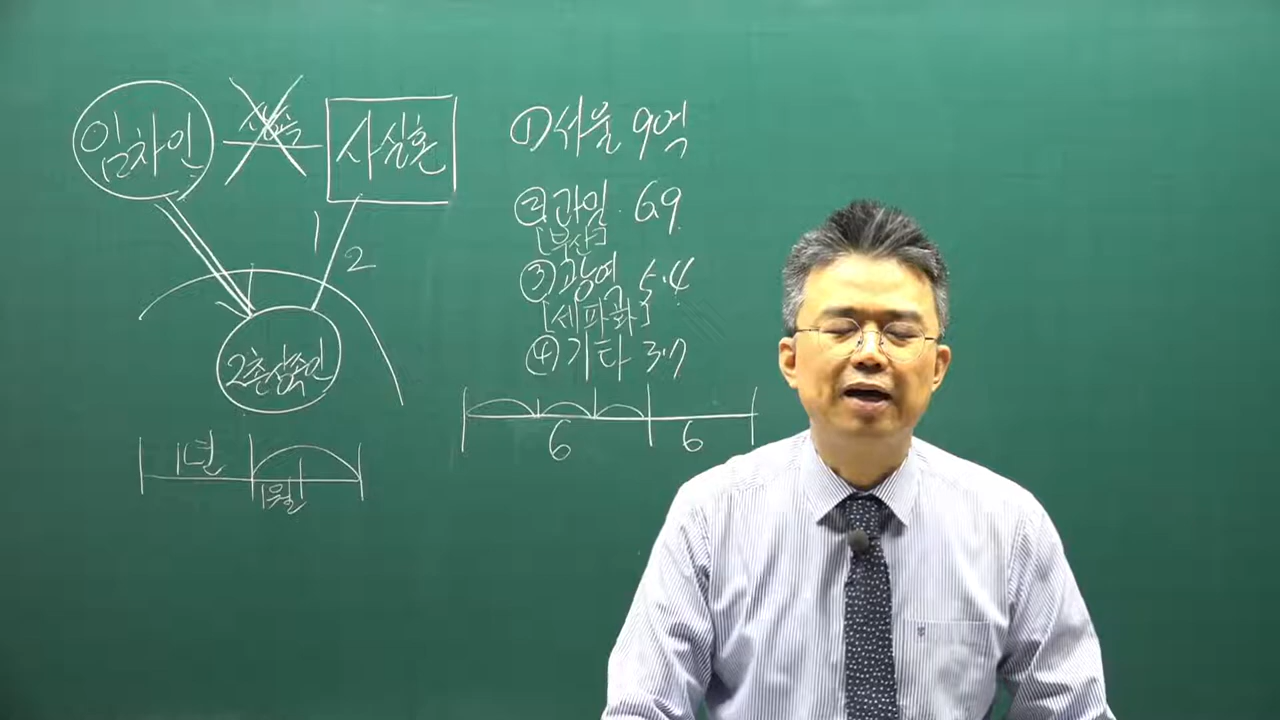 임차인
상속
사실혼
1
2
2촌상속인
1년
1월
①서울 9억
②과밀. 6.9
[부산]
③광역 5.4
[세파화]
④기타 3.7
6 6